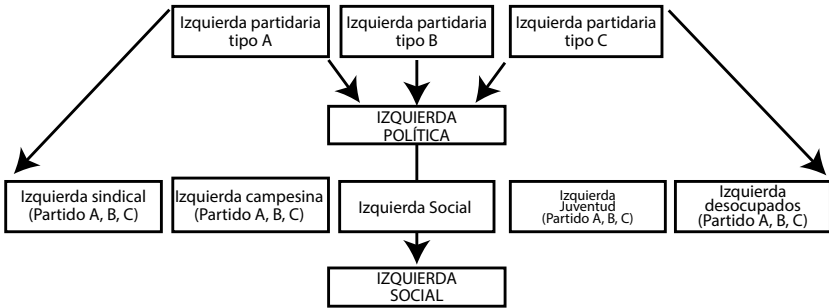 Izquierda partidaria
tipo A
Izquierda partidaria
tipo B
Izquierda partidaria
tipo C
IZQUIERDA
POLÍTICA
Izquierda sindical
(Partido A, B, C)
Izquierda campesina
(Partido A, B, C)
Izquierda Social
Izquierda
Juventud
(Partido A, B, C)
Izquierda
desocupados
(Partido A, B, C)
IZQUIERDA
SOCIAL